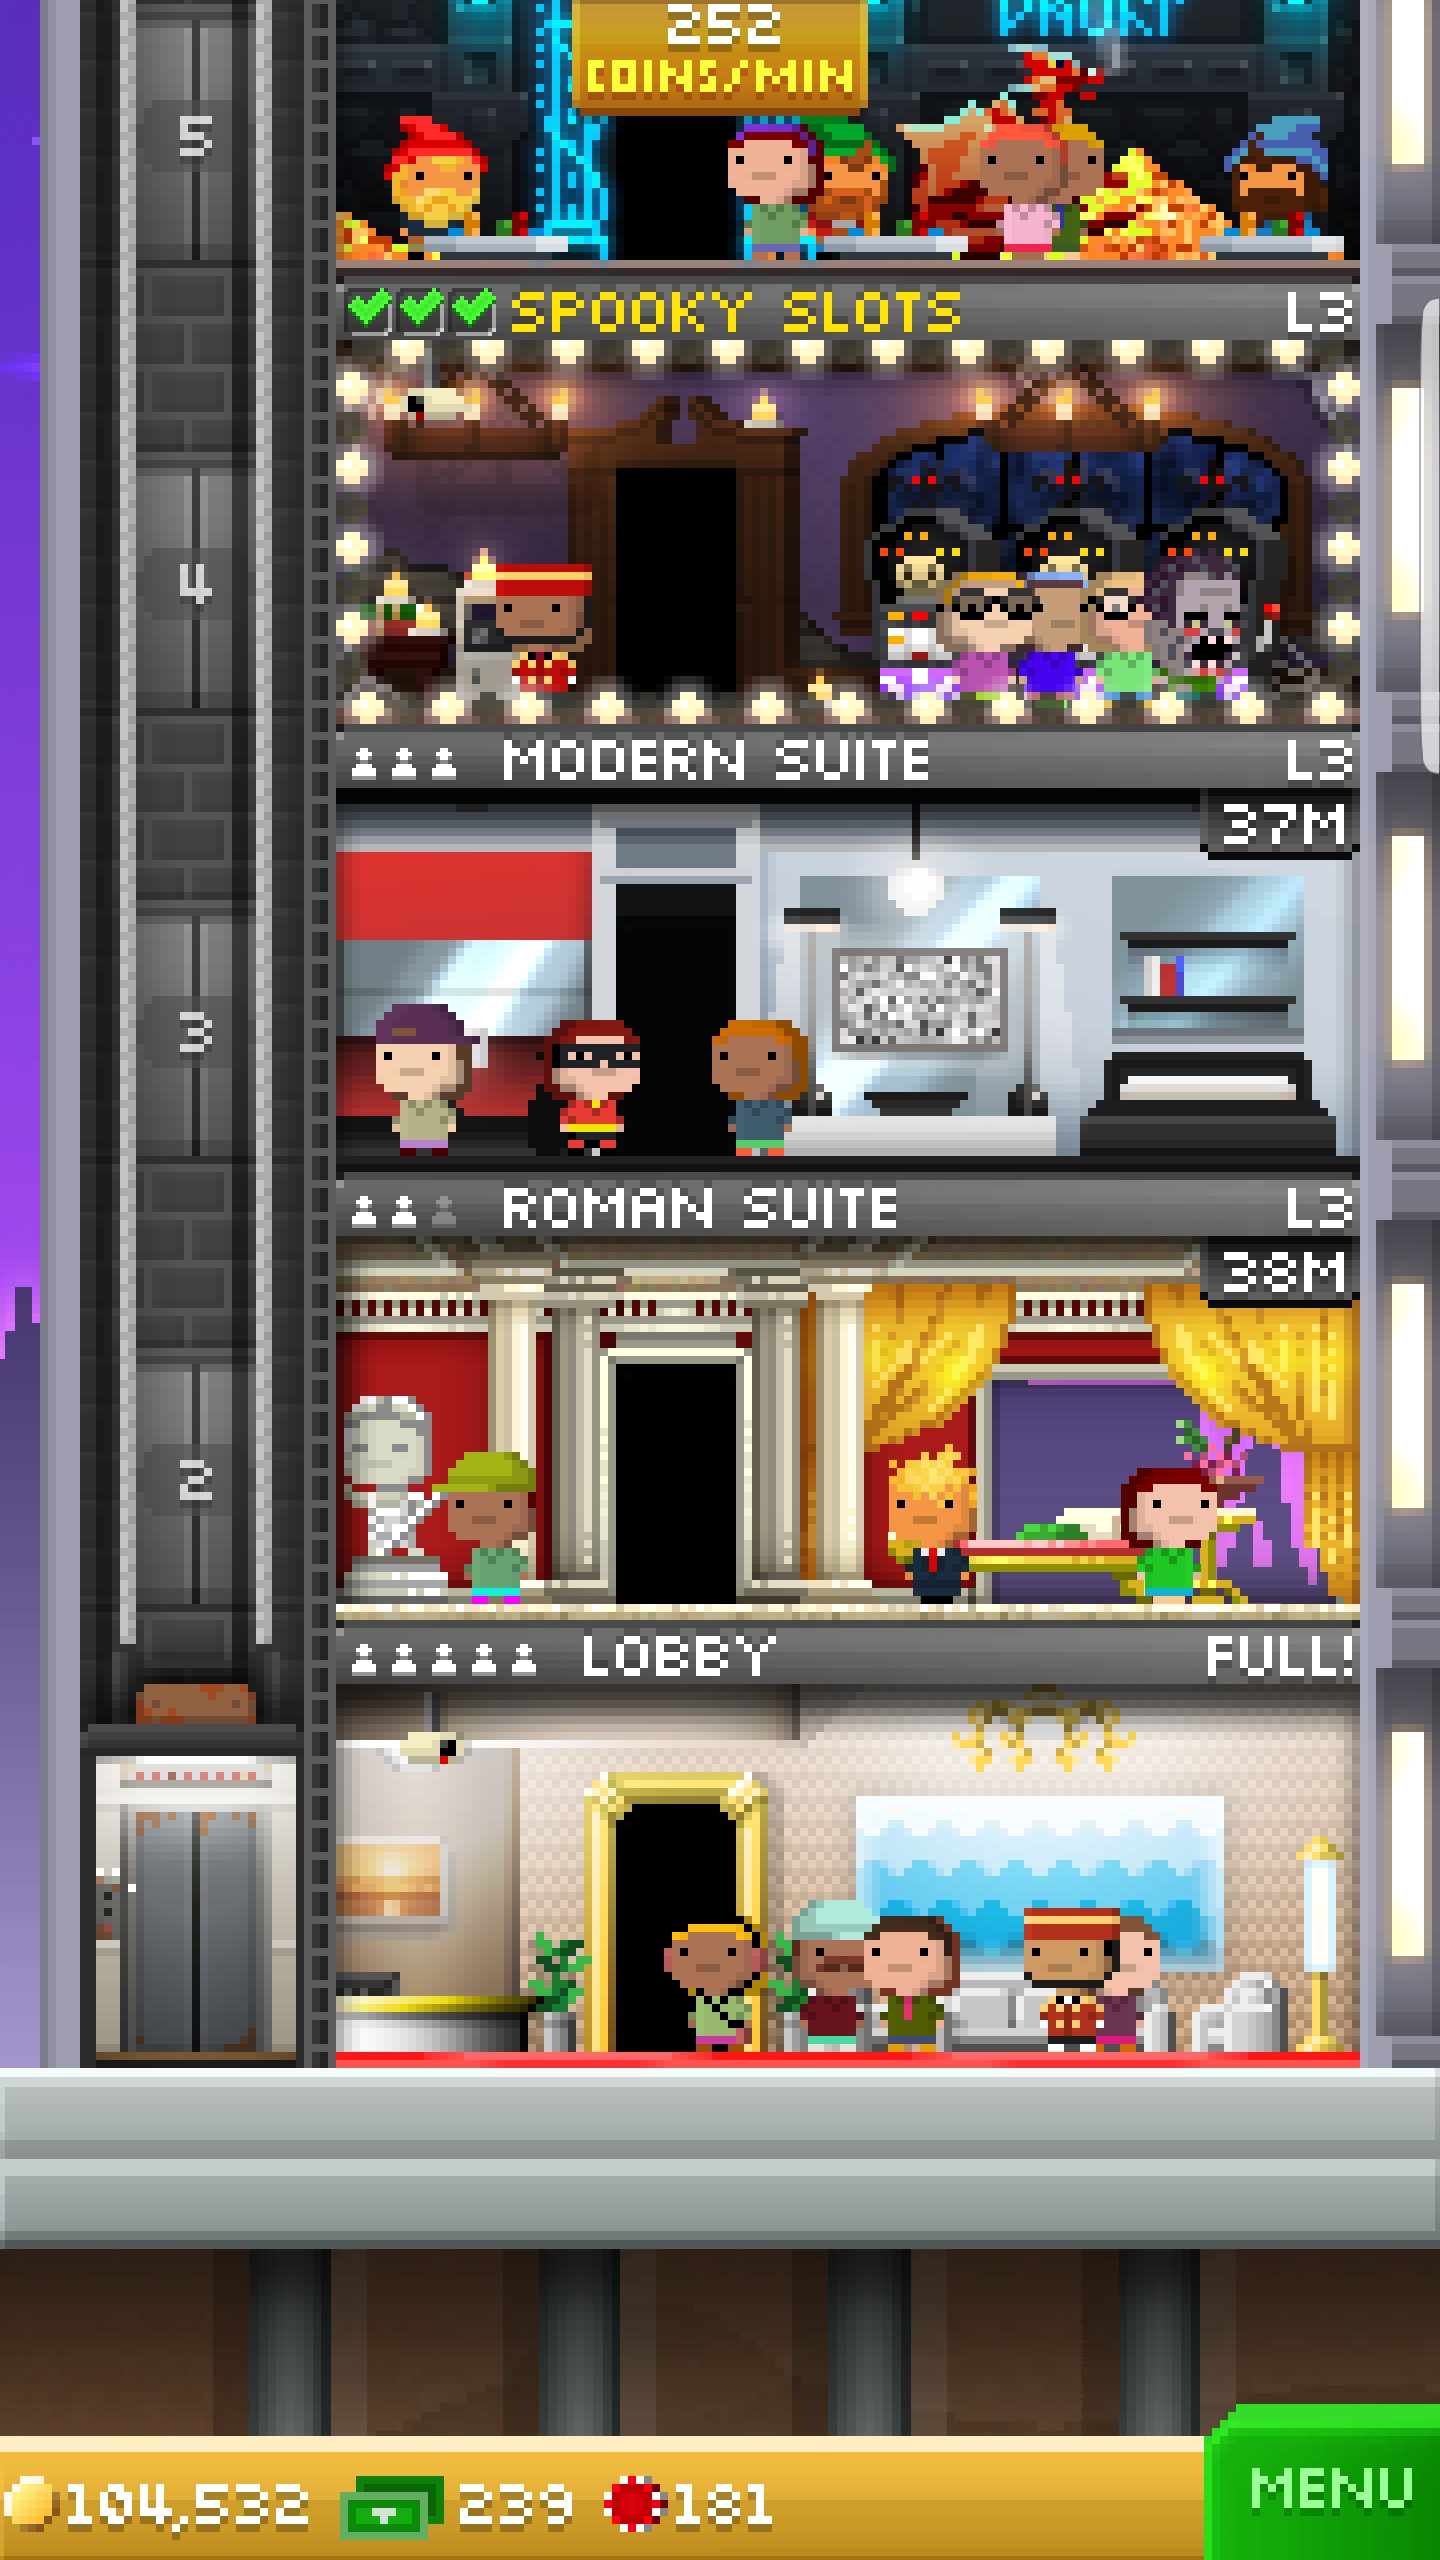 252
COINS/MIN
5
SPOOKY SLOTS L3
4
MODERN SUITE L3
37M
3
ROMAN SUITE L3
38M
2
LOBBY FULL!
104,532 239 181
MENU